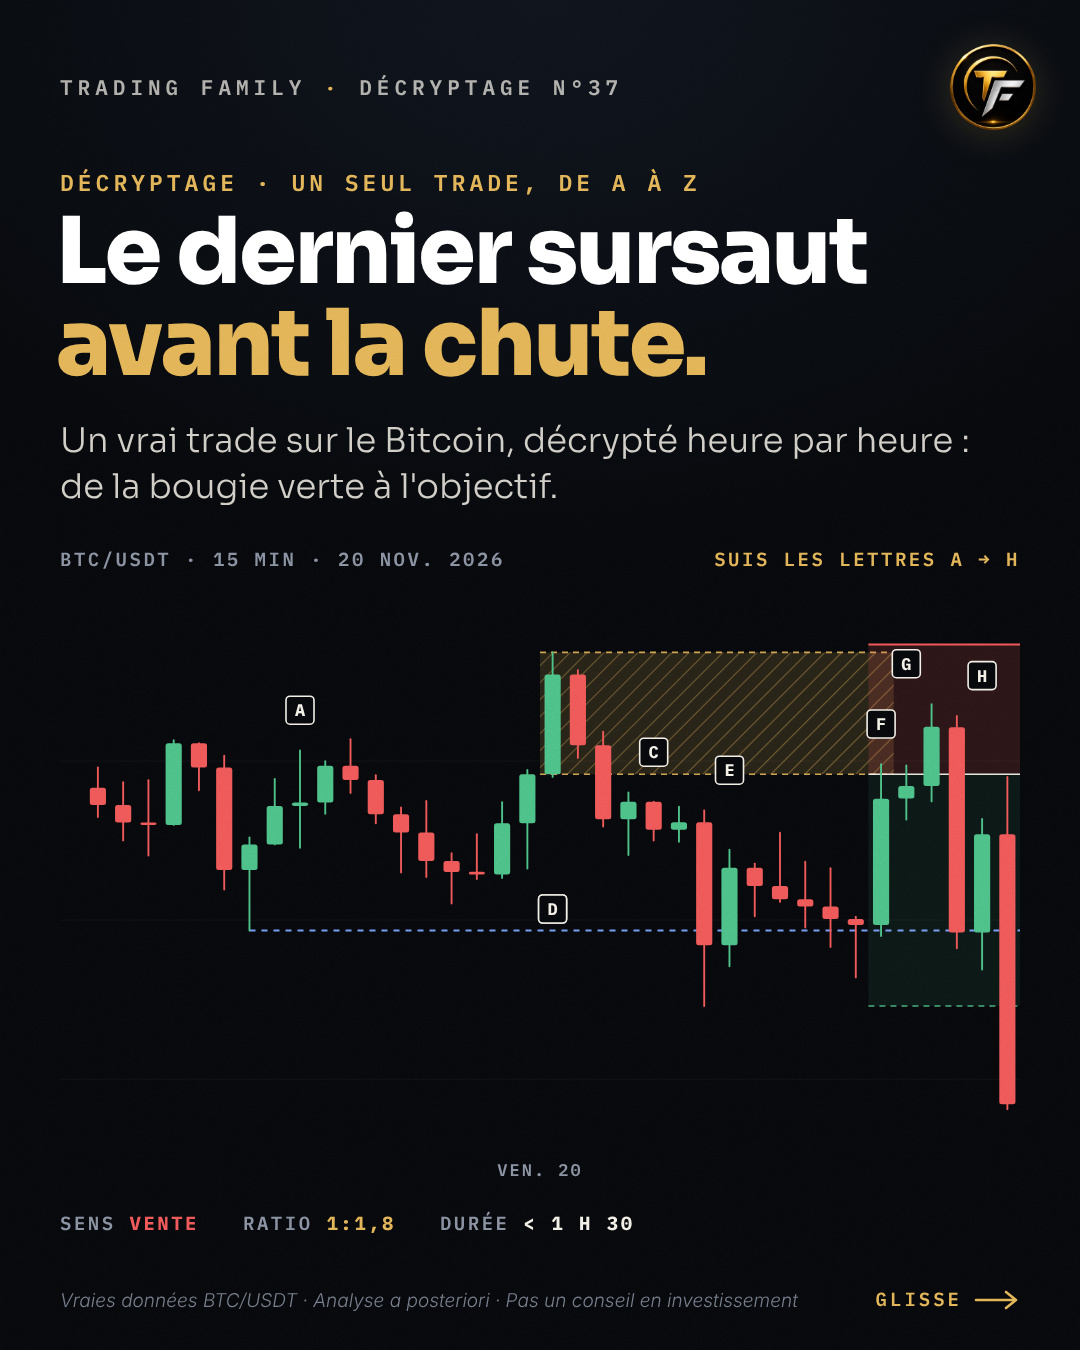 TRADING FAMILY · DÉCRYPTAGE N°37
TF
DÉCRYPTAGE · UN SEUL TRADE, DE A À Z
Le dernier sursaut
avant la chute.
Un vrai trade sur le Bitcoin, décrypté heure par heure :
de la bougie verte à l'objectif.
BTC/USDT · 15 MIN · 20 NOV. 2026
SUIS LES LETTRES A → H
G
H
A
F
C
E
D
VEN. 20
SENS VENTE RATIO 1:1,8 DURÉE < 1 H 30
Vraies données BTC/USDT · Analyse a posteriori · Pas un conseil en investissement
GLISSE →